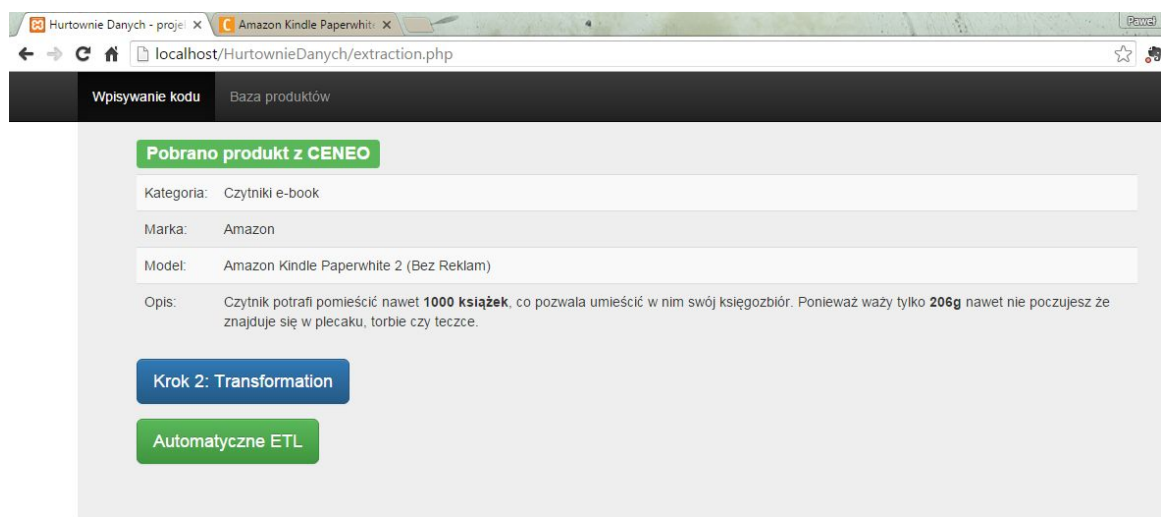 Hurtownie Danych - proje
Amazon Kindle Paperwhite
Paweł
localhost/HurtownieDanych/extraction.php
Wpisywanie kodu Baza produktów
Pobrano produkt z CENEO
Kategoria: Czytniki e-book
Marka: Amazon
Model: Amazon Kindle Paperwhite 2 (Bez Reklam)
Opis: Czytnik potrafi pomieścić nawet 1000 książek, co pozwala umieścić w nim swój księgozbiór. Ponieważ waży tylko 206g nawet nie poczujesz że
znajduje się w plecaku, torbie czy teczce.
Krok 2: Transformation
Automatyczne ETL